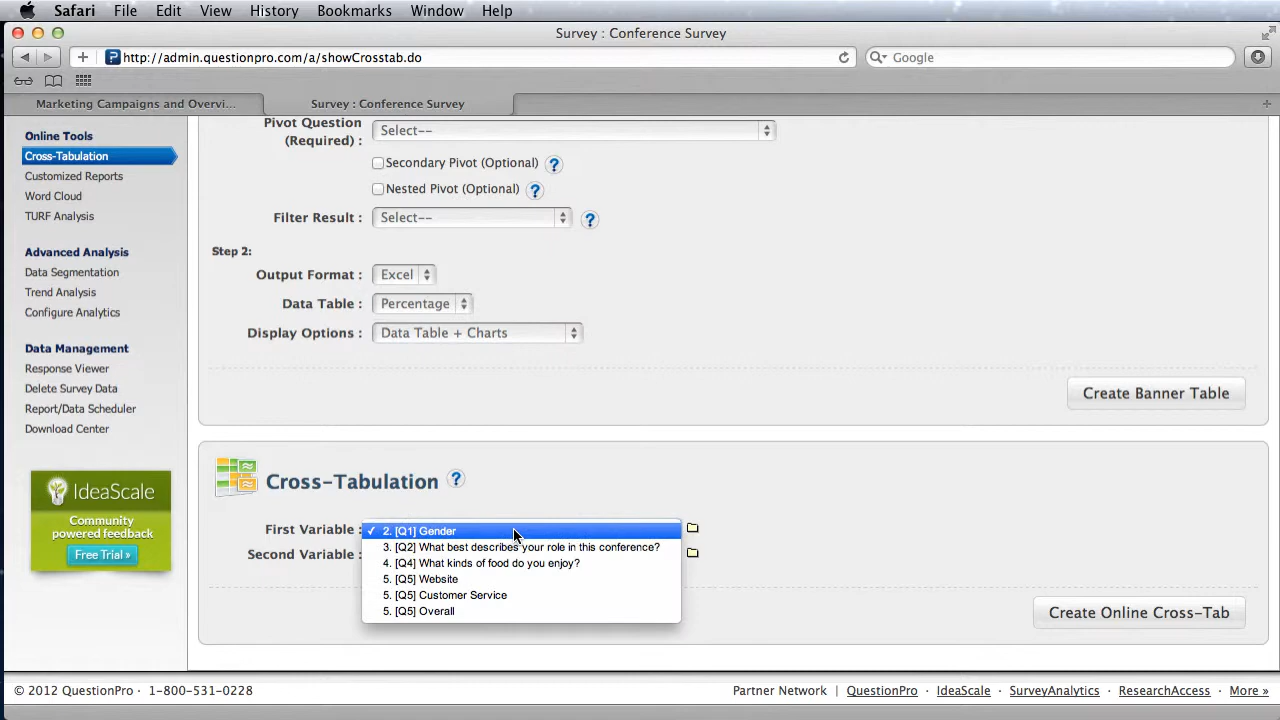 Safari File Edit View History Bookmarks Window Help
Survey : Conference Survey
http://admin.questionpro.com/a/showCrosstab.do
Google
Marketing Campaigns and Overvi...
Survey : Conference Survey
Online Tools
Cross-Tabulation
Customized Reports
Word Cloud
TURF Analysis
Advanced Analysis
Data Segmentation
Trend Analysis
Configure Analytics
Data Management
Response Viewer
Delete Survey Data
Report/Data Scheduler
Download Center
IdeaScale
Community
powered feedback
Free Trial »
Pivot Question
(Required) :
Select--
Secondary Pivot (Optional) ?
Nested Pivot (Optional) ?
Filter Result : Select-- ?
Step 2:
Output Format : Excel
Data Table : Percentage
Display Options : Data Table + Charts
Create Banner Table
Cross-Tabulation ?
First Variable :
Second Variable :
✓ 2. [Q1] Gender
3. [Q2] What best describes your role in this conference?
4. [Q4] What kinds of food do you enjoy?
5. [Q5] Website
5. [Q5] Customer Service
5. [Q5] Overall
Create Online Cross-Tab
© 2012 QuestionPro · 1-800-531-0228
Partner Network | QuestionPro · IdeaScale · SurveyAnalytics · ResearchAccess · More »